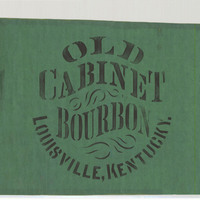 OLD
CABINET
BOURBON
LOUISVILLE, KENTUCKY.